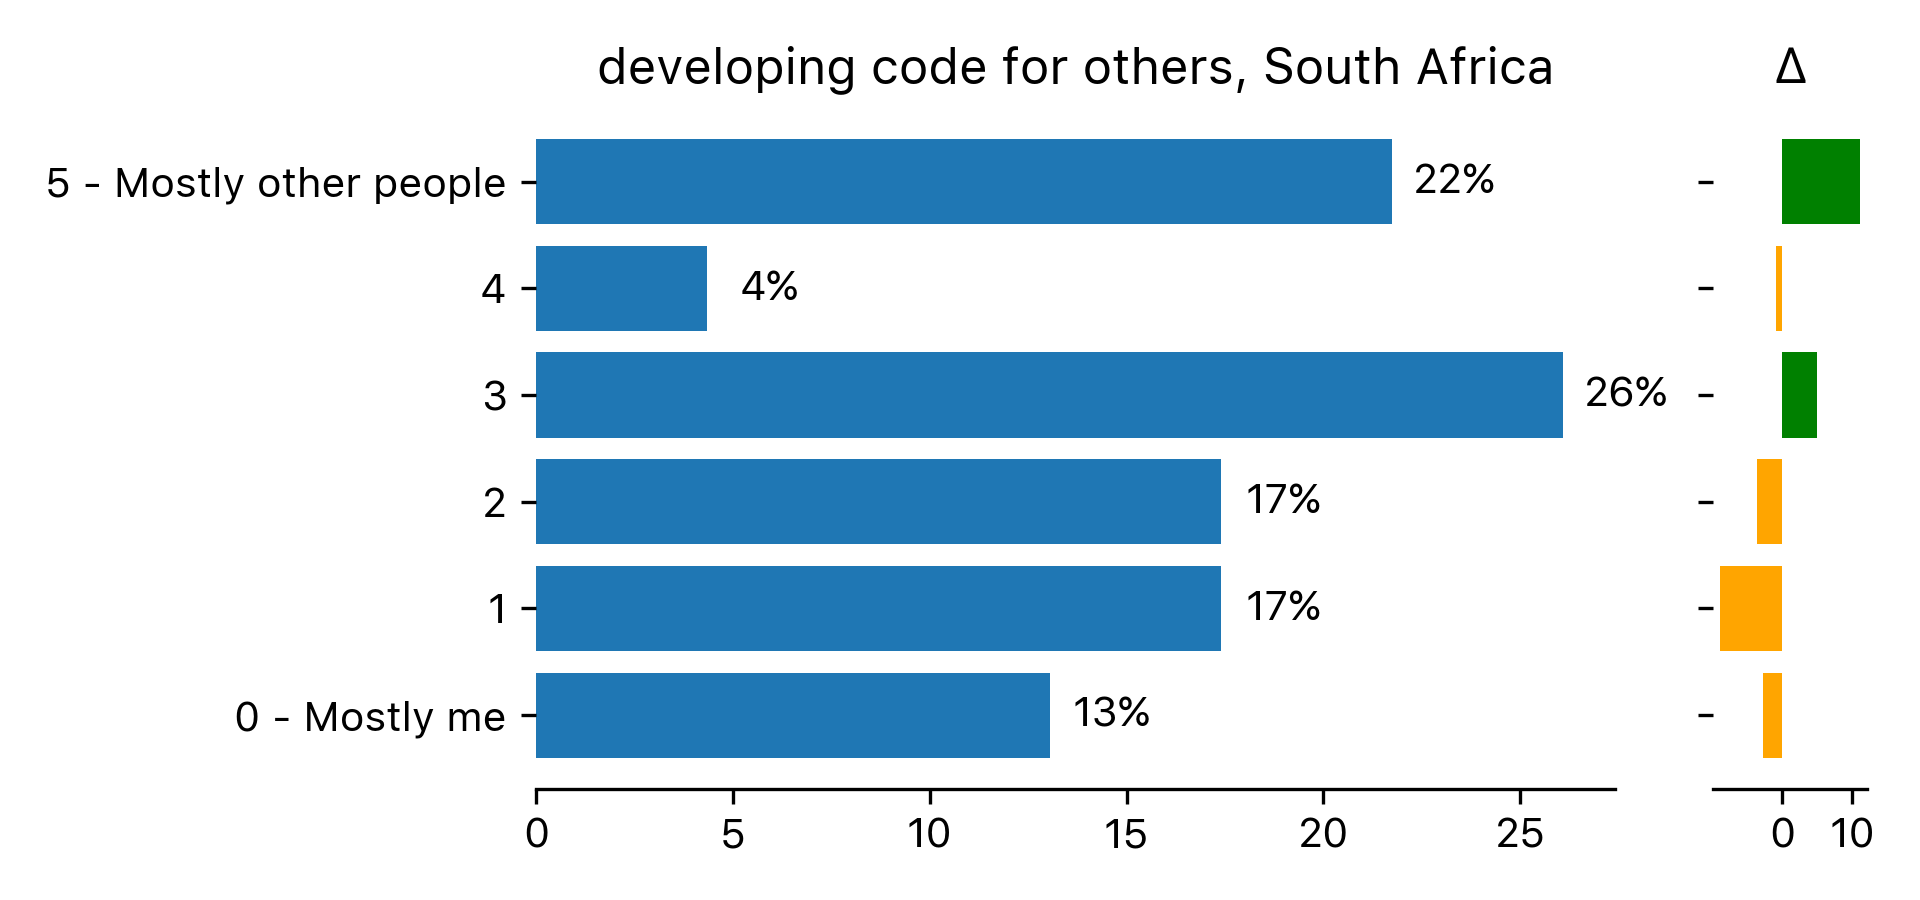 developing code for others, South Africa
Δ
5 - Mostly other people
22%
4
4%
3
26%
2
17%
1
17%
0 - Mostly me
13%
0 5 10 15 20 25
0 10